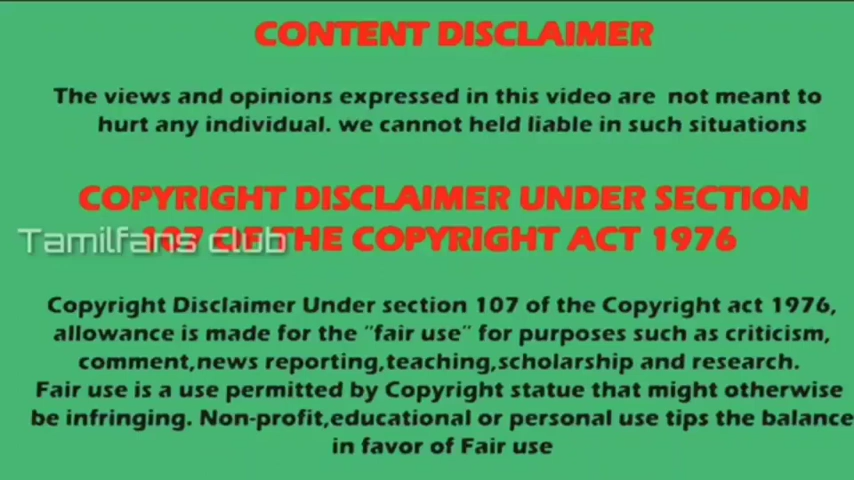 CONTENT DISCLAIMER
The views and opinions expressed in this video are not meant to
hurt any individual. we cannot held liable in such situations
COPYRIGHT DISCLAIMER UNDER SECTION
107 OF THE COPYRIGHT ACT 1976
Tamilfans club
Copyright Disclaimer Under section 107 of the Copyright act 1976,
allowance is made for the "fair use" for purposes such as criticism,
comment,news reporting,teaching,scholarship and research.
Fair use is a use permitted by Copyright statue that might otherwise
be infringing. Non-profit,educational or personal use tips the balance
in favor of Fair use